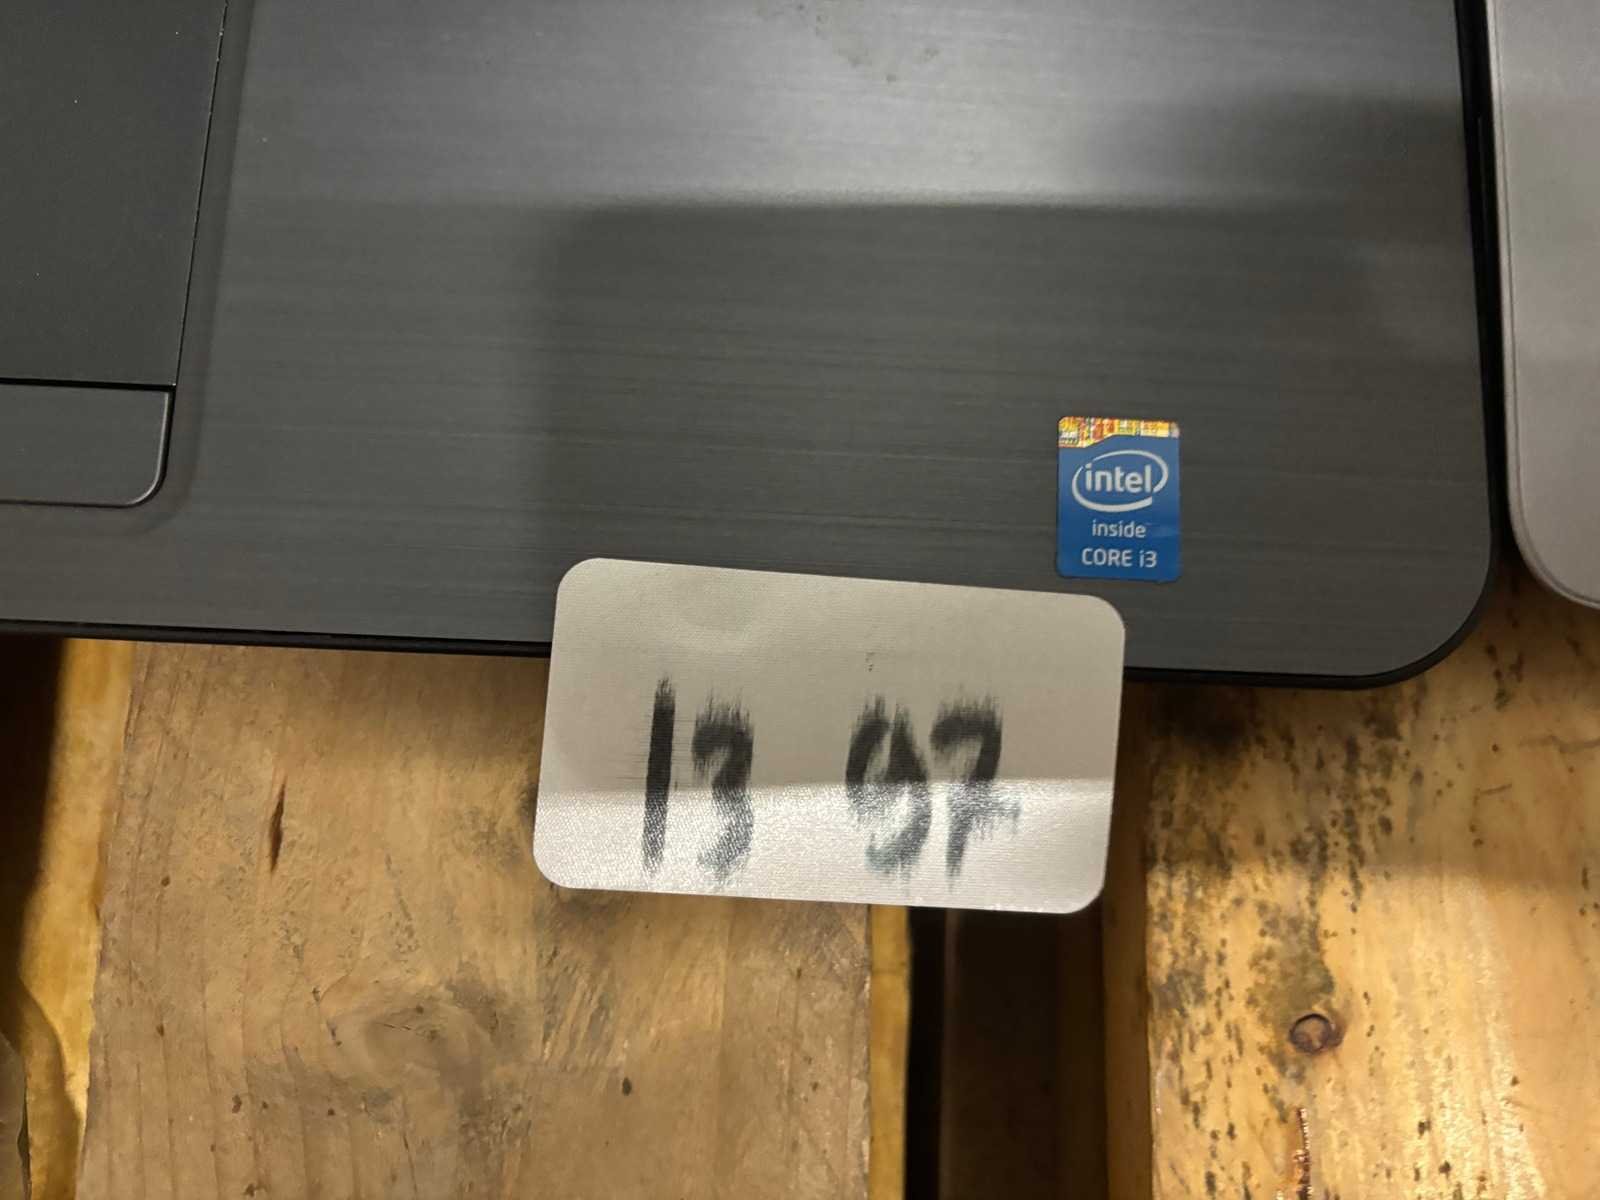 intel
inside
CORE i3
13 97